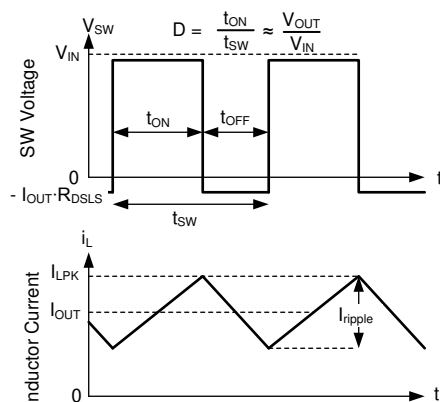 V_SW
D = t_ON / t_SW ≈ V_OUT / V_IN
V_IN
SW Voltage
t_ON
t_OFF
0
t
- I_OUT·R_DSLS
t_SW
i_L
I_LPK
I_OUT
I_ripple
nductor Current
0
t